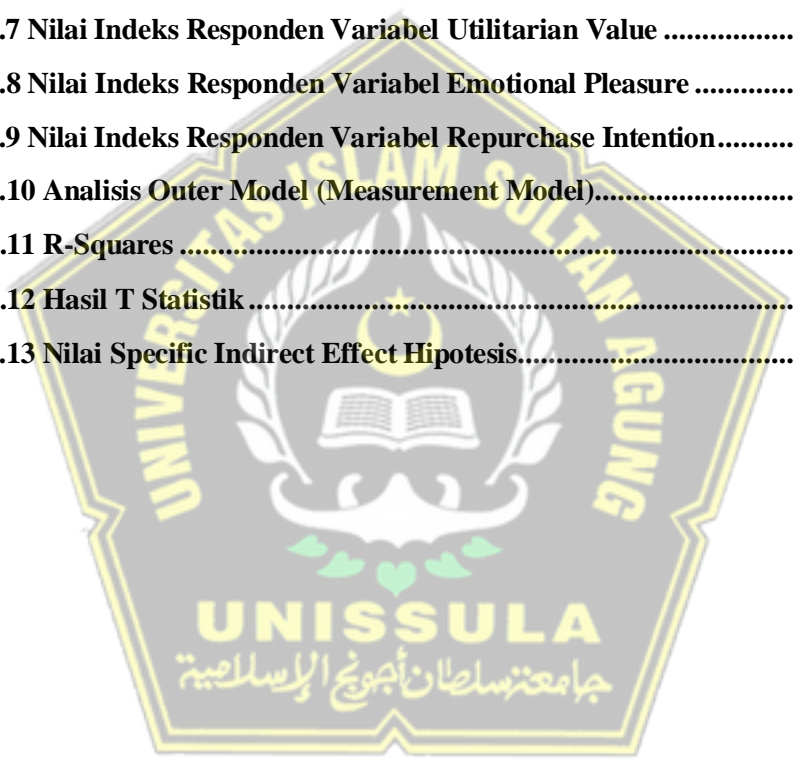 .7 Nilai Indeks Responden Variabel Utilitarian Value .................
.8 Nilai Indeks Responden Variabel Emotional Pleasure .............
.9 Nilai Indeks Responden Variabel Repurchase Intention..........
.10 Analisis Outer Model (Measurement Model)..........................
.11 R-Squares .................................................................................
.12 Hasil T Statistik ........................................................................
.13 Nilai Specific Indirect Effect Hipotesis....................................
UNIVERSITAS ISLAM SULTAN AGUNG
UNISSULA
جامعة سلطان أجونج الإسلامية